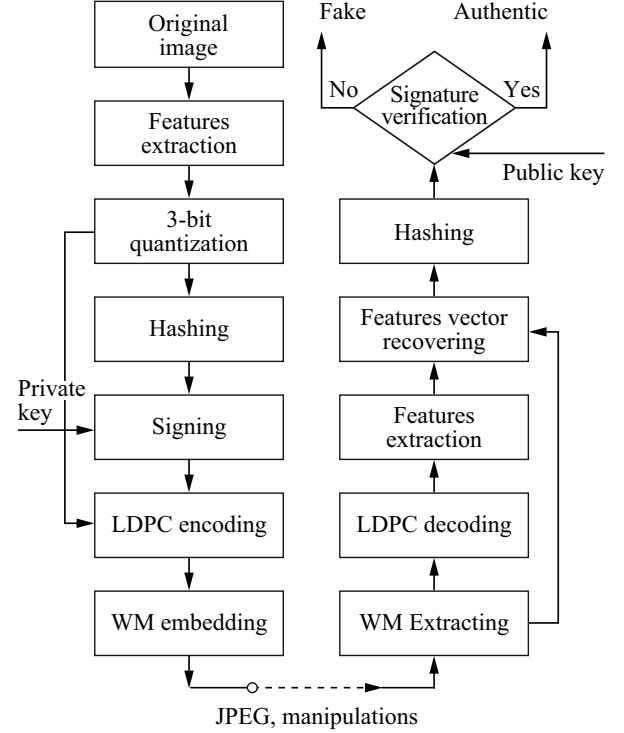 Original
image
Features
extraction
3-bit
quantization
Hashing
Private
key
Signing
LDPC encoding
WM embedding
JPEG, manipulations
WM Extracting
LDPC decoding
Features
extraction
Features vector
recovering
Hashing
Public key
Signature
verification
No
Yes
Fake
Authentic